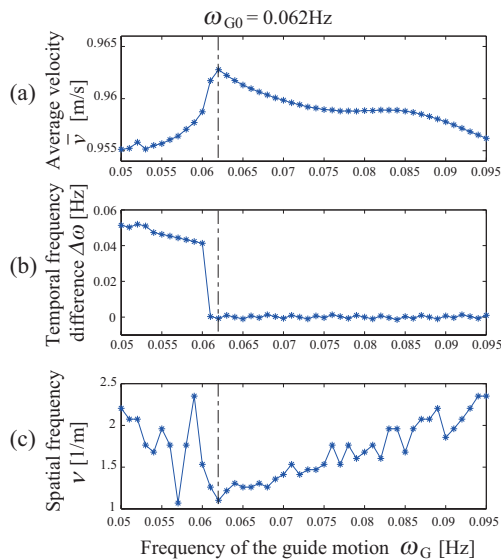 ω_G0 = 0.062Hz
(a)
Average velocity
v̅ [m/s]
0.965
0.96
0.955
0.05 0.055 0.06 0.065 0.07 0.075 0.08 0.085 0.09 0.095
(b)
Temporal frequency
difference Δω [Hz]
0.06
0.04
0
0.05 0.055 0.06 0.065 0.07 0.075 0.08 0.085 0.09 0.095
(c)
Spatial frequency
ν [1/m]
2.5
2
1.5
1
0.05 0.055 0.06 0.065 0.07 0.075 0.08 0.085 0.09 0.095
Frequency of the guide motion ω_G [Hz]